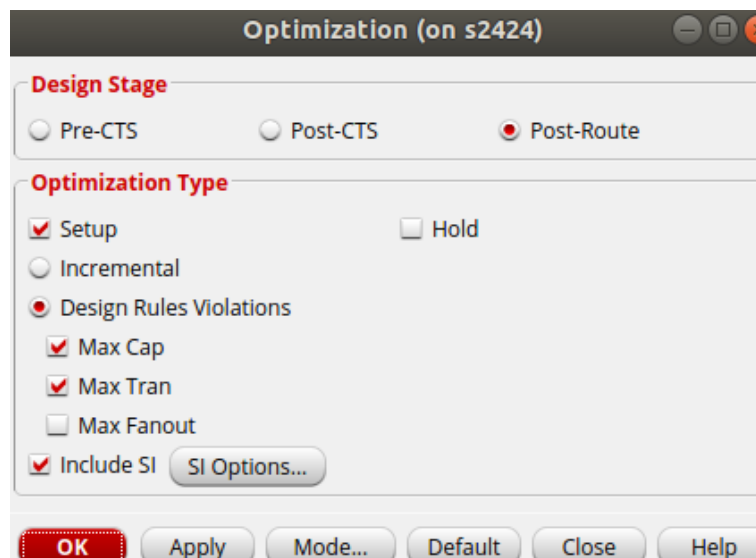 Optimization (on s2424)
Design Stage
Pre-CTS Post-CTS Post-Route
Optimization Type
Setup Hold
Incremental
Design Rules Violations
Max Cap
Max Tran
Max Fanout
Include SI SI Options...
OK Apply Mode... Default Close Help